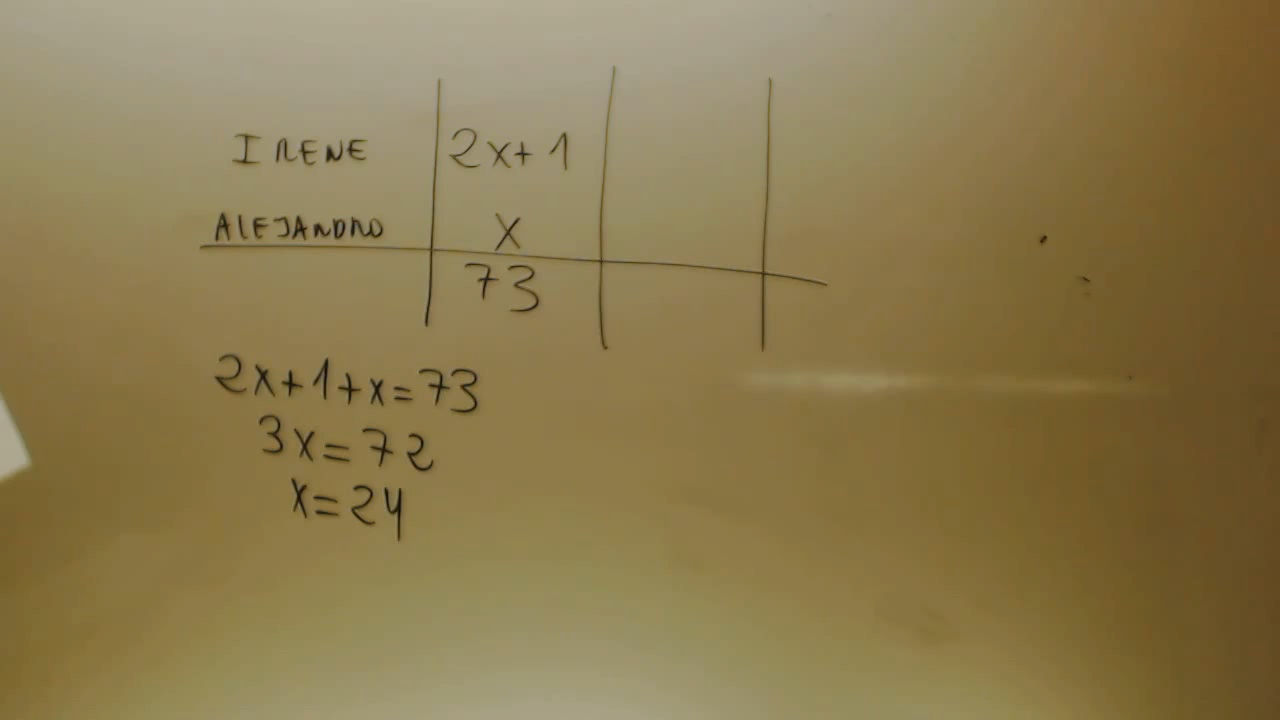 IRENE 2x+1
ALEJANDRO x
73
2x+1+x=73
3x=72
x=24